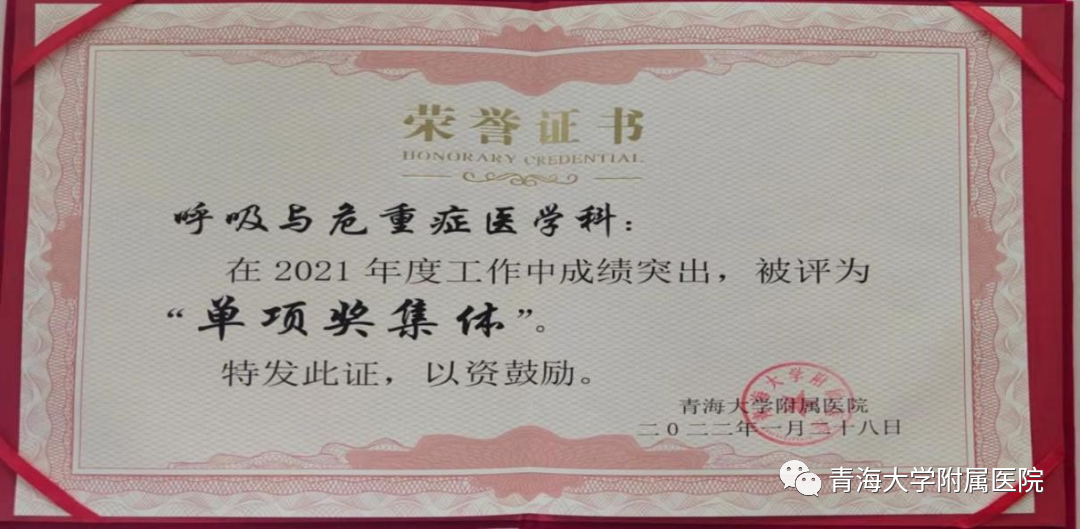 荣誉证书
HONORARY CREDENTIAL
呼吸与危重症医学科：
在2021年度工作中成绩突出，被评为
“单项奖集体”。
特发此证，以资鼓励。
青海大学附属医院
二０二二年一月二十八日
青海大学附属医院